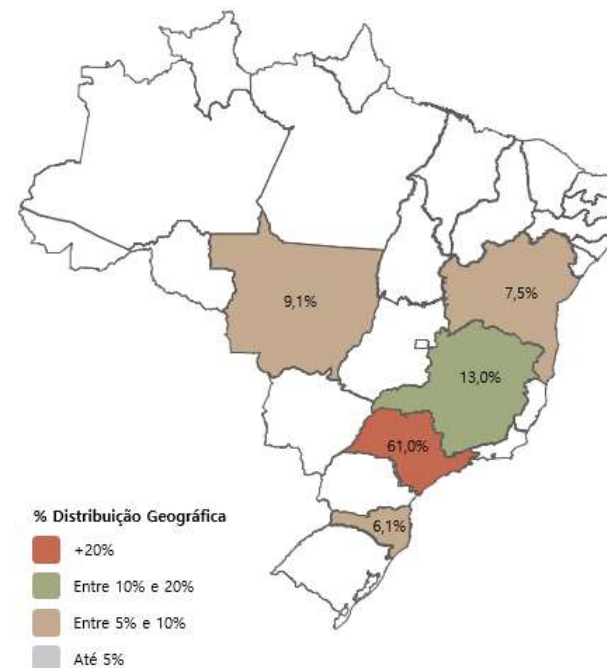 9,1%
7,5%
13,0%
61,0%
6,1%
% Distribuição Geográfica
+20%
Entre 10% e 20%
Entre 5% e 10%
Até 5%